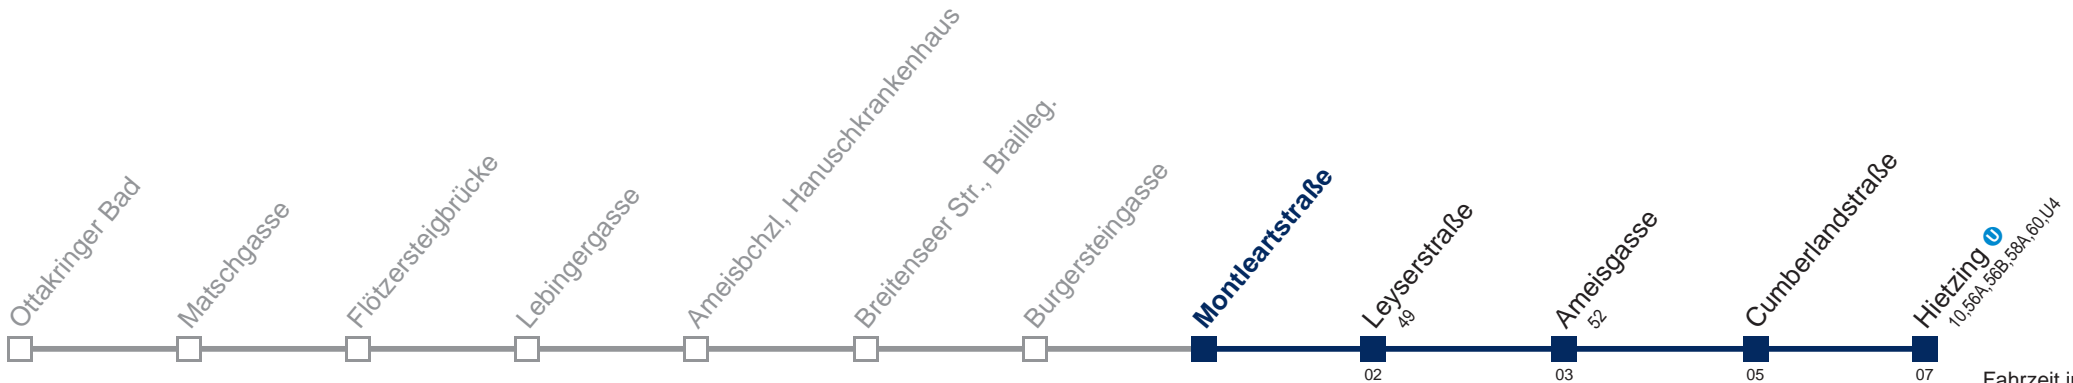 Ottakringer Bad
Matschgasse
Flötzersteigbrücke
Lebingergasse
Ameisbchzl, Hanuschkrankenhaus
Breitenseer Str., Brailleg.
Burgersteingasse
Montleartstraße
Leyserstraße
49
Ameisgasse
52
Cumberlandstraße
Hietzing U
10,56A,56B,58A,60,U4
02
03
05
07
Fahrzeit i